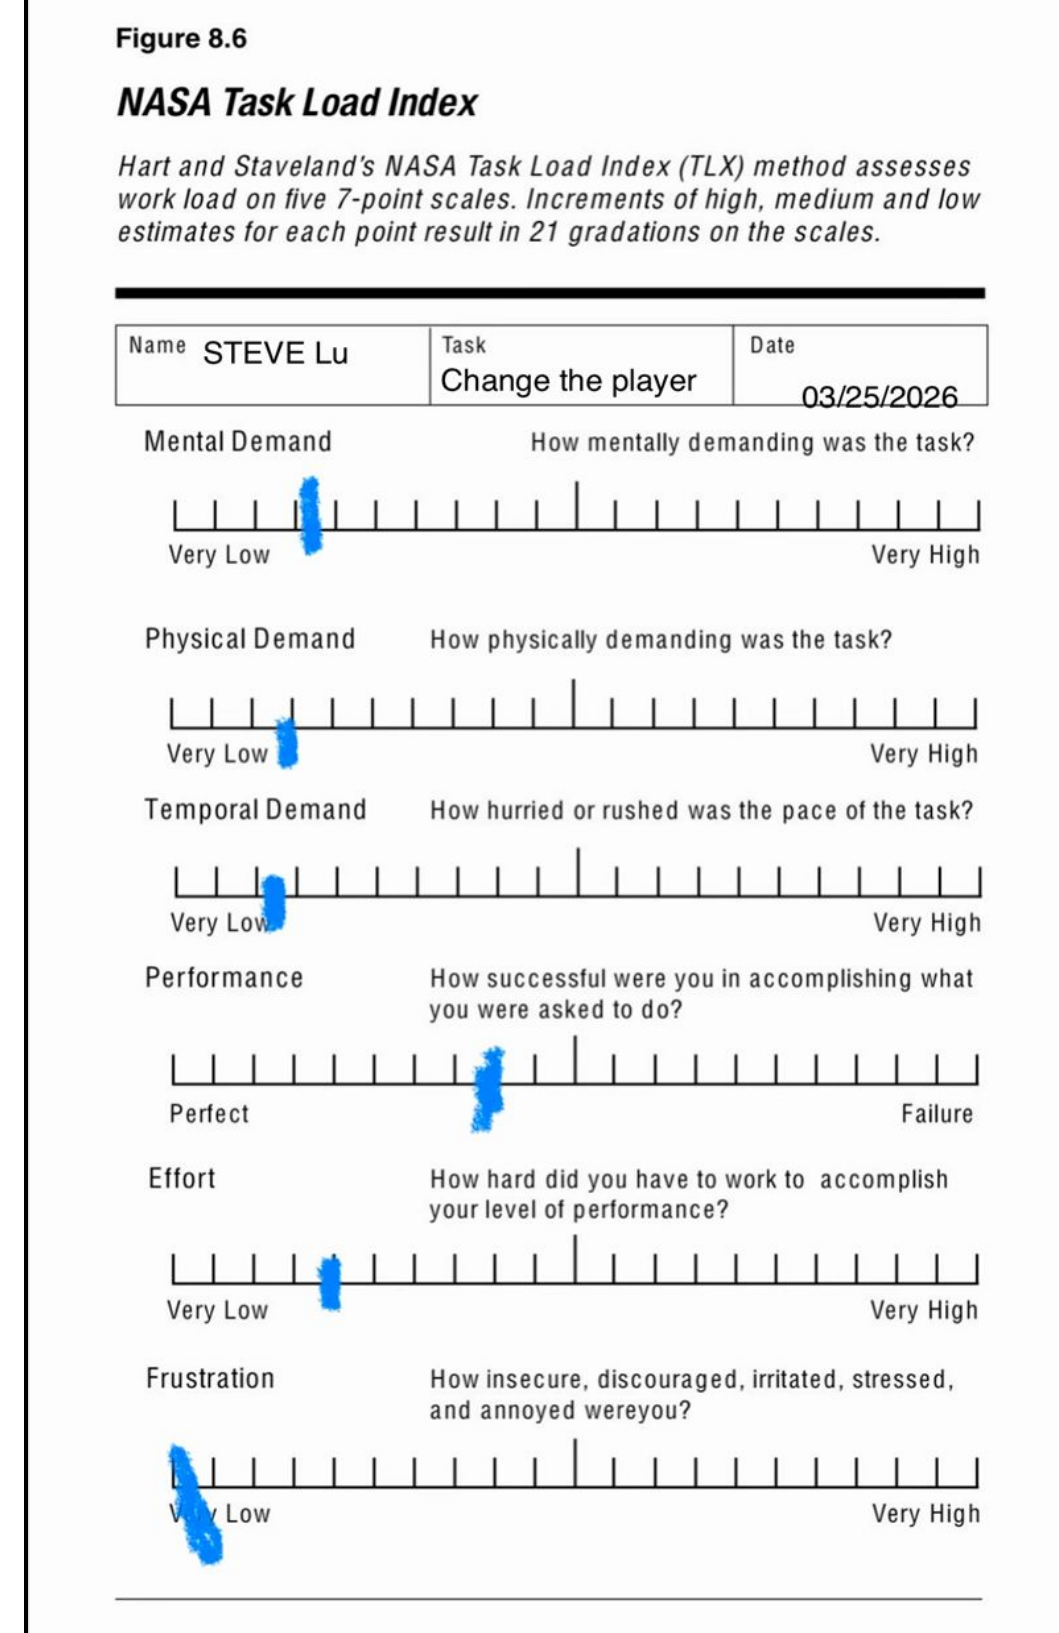 Figure 8.6
NASA Task Load Index
Hart and Staveland's NASA Task Load Index (TLX) method assesses
work load on five 7-point scales. Increments of high, medium and low
estimates for each point result in 21 gradations on the scales.
Name STEVE Lu Task Date
Change the player 03/25/2026
Mental Demand How mentally demanding was the task?
Very Low Very High
Physical Demand How physically demanding was the task?
Very Low Very High
Temporal Demand How hurried or rushed was the pace of the task?
Very Low Very High
Performance How successful were you in accomplishing what
you were asked to do?
Perfect Failure
Effort How hard did you have to work to accomplish
your level of performance?
Very Low Very High
Frustration How insecure, discouraged, irritated, stressed,
and annoyed wereyou?
Very Low Very High